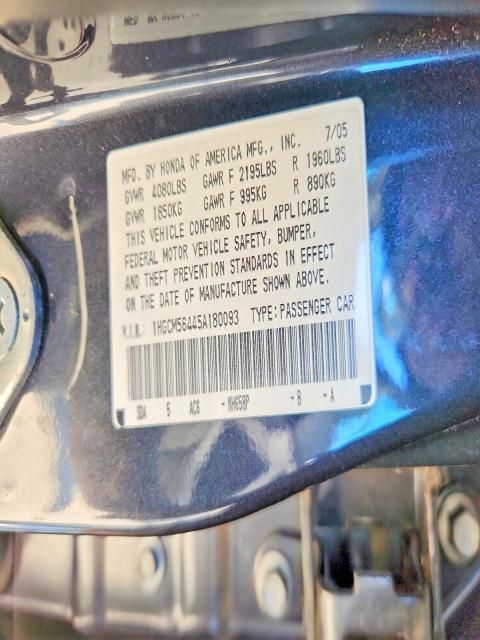 MFD. BY HONDA OF AMERICA MFG., INC. 7/05
GVWR 4080LBS GAWR F 2195LBS R 1960LBS
GVWR 1850KG GAWR F 995KG R 890KG
THIS VEHICLE CONFORMS TO ALL APPLICABLE
FEDERAL MOTOR VEHICLE SAFETY, BUMPER,
AND THEFT PREVENTION STANDARDS IN EFFECT
ON THE DATE OF MANUFACTURE SHOWN ABOVE.
V.I.N.: 1HGCM56445A180093 TYPE:PASSENGER CAR
SDA 5 AC6 -NH658P -B -A